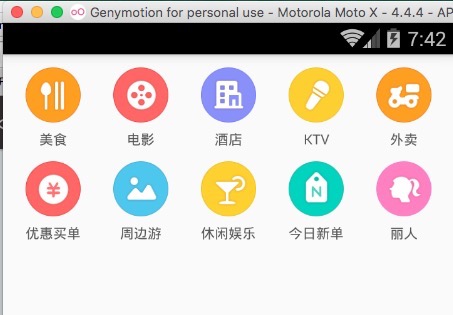 Genymotion for personal use - Motorola Moto X - 4.4.4 - AP
7:42
美食 电影 酒店 KTV 外卖
¥ N
优惠买单 周边游 休闲娱乐 今日新单 丽人